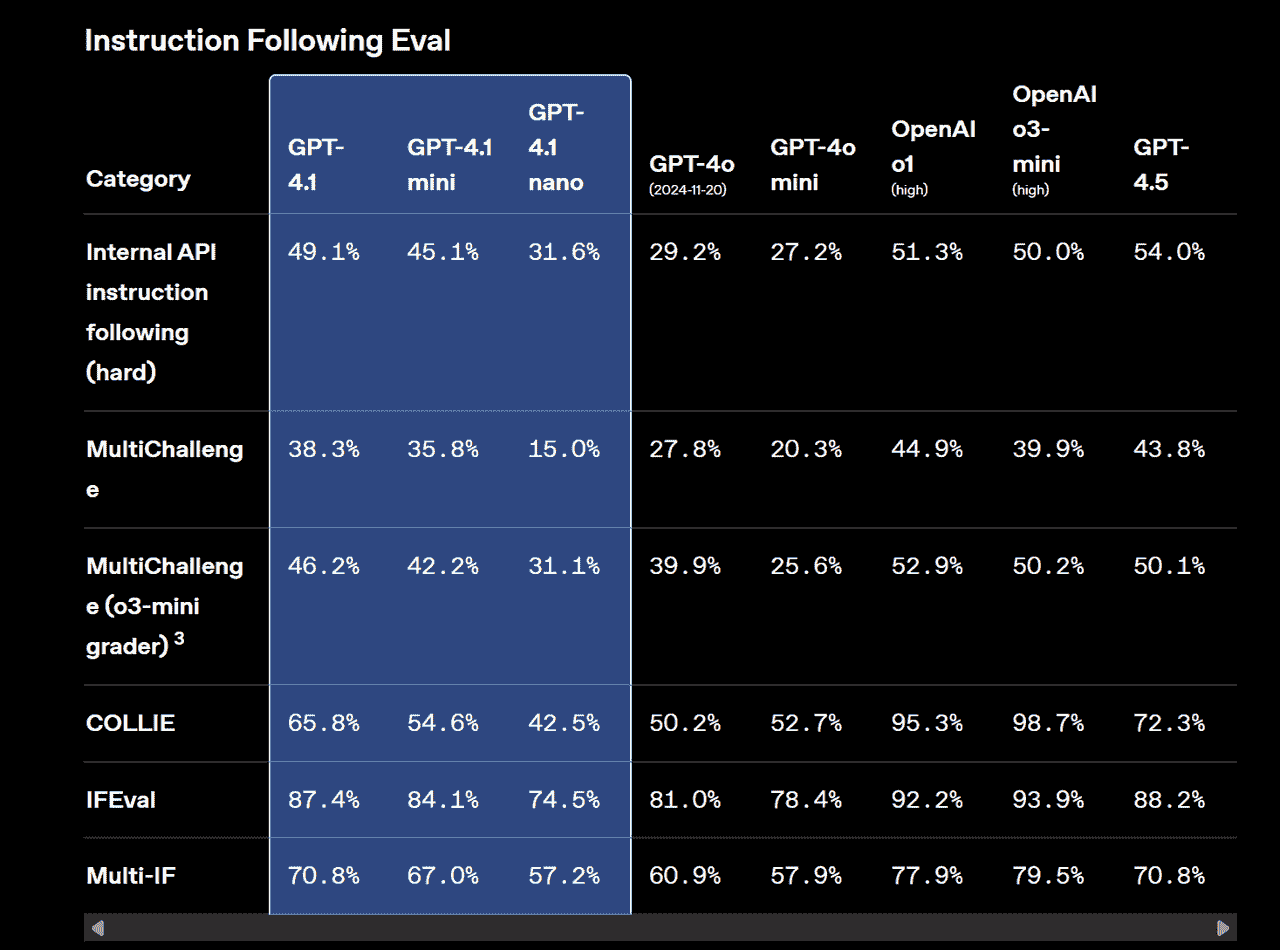 Instruction Following Eval
Category GPT-4.1 GPT-4.1 mini GPT-4.1 nano GPT-4o (2024-11-20) GPT-4o mini OpenAI o1 (high) OpenAI o3-mini (high) GPT-4.5
Internal API instruction following (hard) 49.1% 45.1% 31.6% 29.2% 27.2% 51.3% 50.0% 54.0%
MultiChallenge 38.3% 35.8% 15.0% 27.8% 20.3% 44.9% 39.9% 43.8%
MultiChallenge (o3-mini grader) 3 46.2% 42.2% 31.1% 39.9% 25.6% 52.9% 50.2% 50.1%
COLLIE 65.8% 54.6% 42.5% 50.2% 52.7% 95.3% 98.7% 72.3%
IFEval 87.4% 84.1% 74.5% 81.0% 78.4% 92.2% 93.9% 88.2%
Multi-IF 70.8% 67.0% 57.2% 60.9% 57.9% 77.9% 79.5% 70.8%